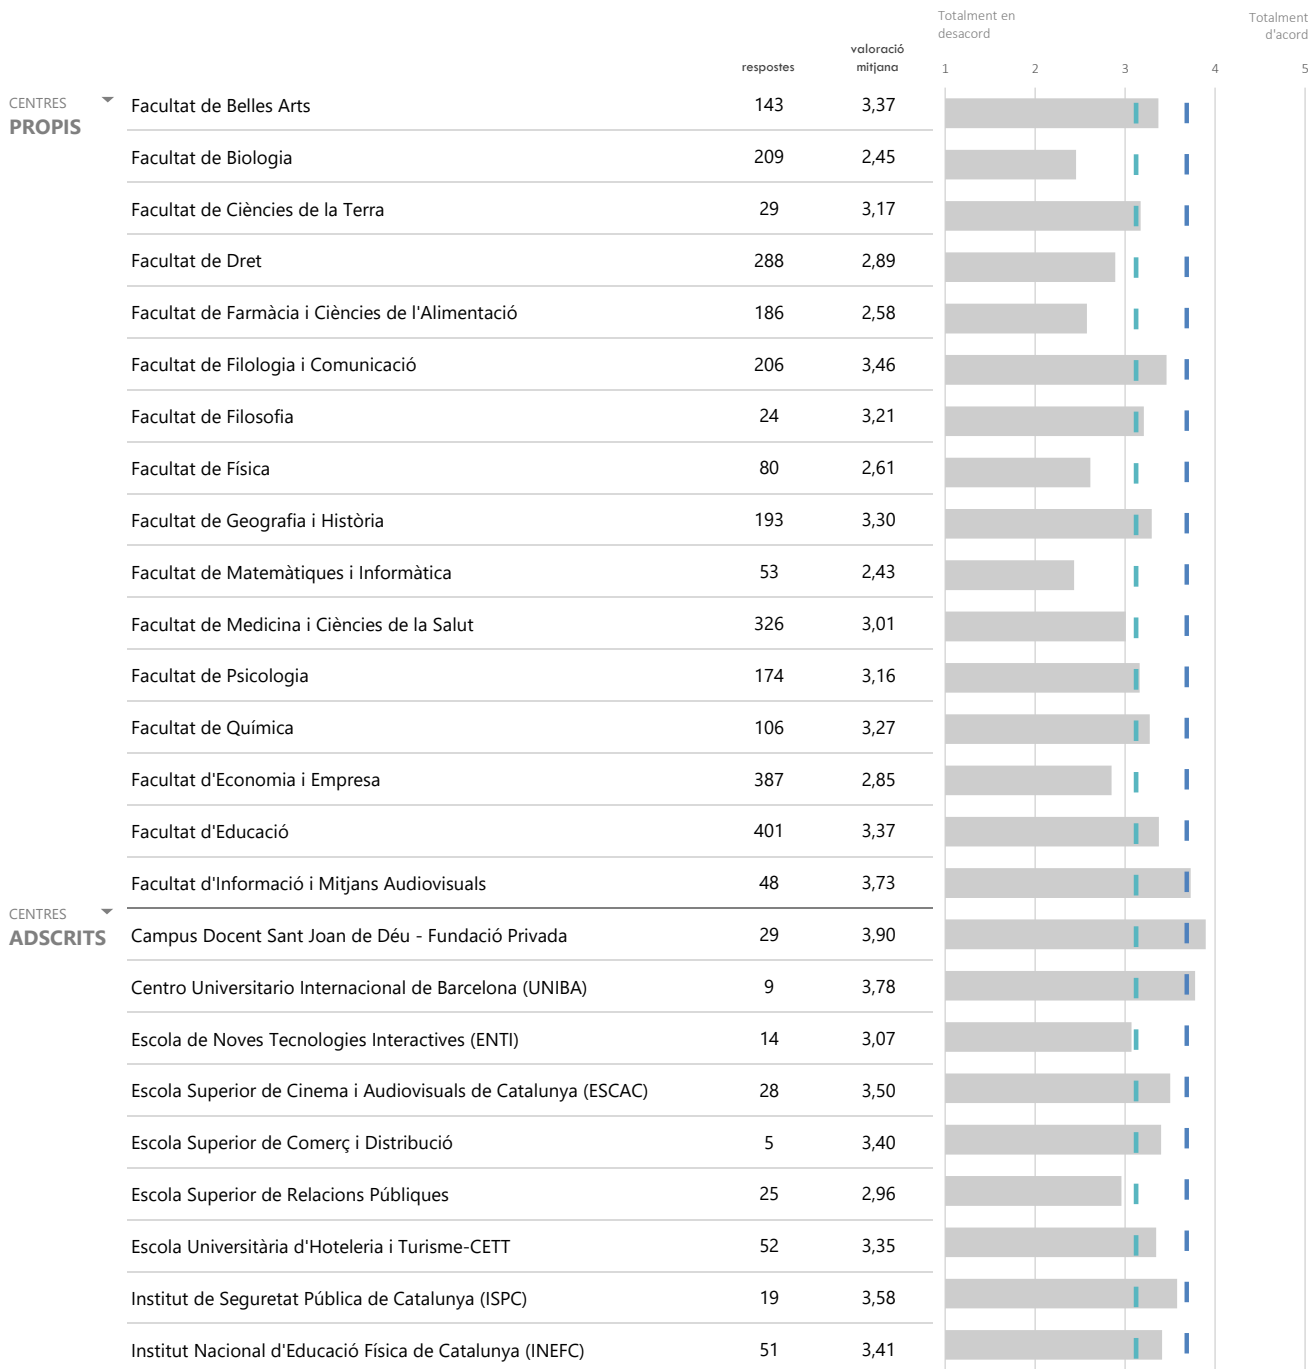 Totalment en
desacord
Totalment
d'acord
respostes
valoració
mitjana
1 2 3 4 5
CENTRES
PROPIS
Facultat de Belles Arts 143 3,37
Facultat de Biologia 209 2,45
Facultat de Ciències de la Terra 29 3,17
Facultat de Dret 288 2,89
Facultat de Farmàcia i Ciències de l'Alimentació 186 2,58
Facultat de Filologia i Comunicació 206 3,46
Facultat de Filosofia 24 3,21
Facultat de Física 80 2,61
Facultat de Geografia i Història 193 3,30
Facultat de Matemàtiques i Informàtica 53 2,43
Facultat de Medicina i Ciències de la Salut 326 3,01
Facultat de Psicologia 174 3,16
Facultat de Química 106 3,27
Facultat d'Economia i Empresa 387 2,85
Facultat d'Educació 401 3,37
Facultat d'Informació i Mitjans Audiovisuals 48 3,73
CENTRES
ADSCRITS
Campus Docent Sant Joan de Déu - Fundació Privada 29 3,90
Centro Universitario Internacional de Barcelona (UNIBA) 9 3,78
Escola de Noves Tecnologies Interactives (ENTI) 14 3,07
Escola Superior de Cinema i Audiovisuals de Catalunya (ESCAC) 28 3,50
Escola Superior de Comerç i Distribució 5 3,40
Escola Superior de Relacions Públiques 25 2,96
Escola Universitària d'Hoteleria i Turisme-CETT 52 3,35
Institut de Seguretat Pública de Catalunya (ISPC) 19 3,58
Institut Nacional d'Educació Física de Catalunya (INEFC) 51 3,41